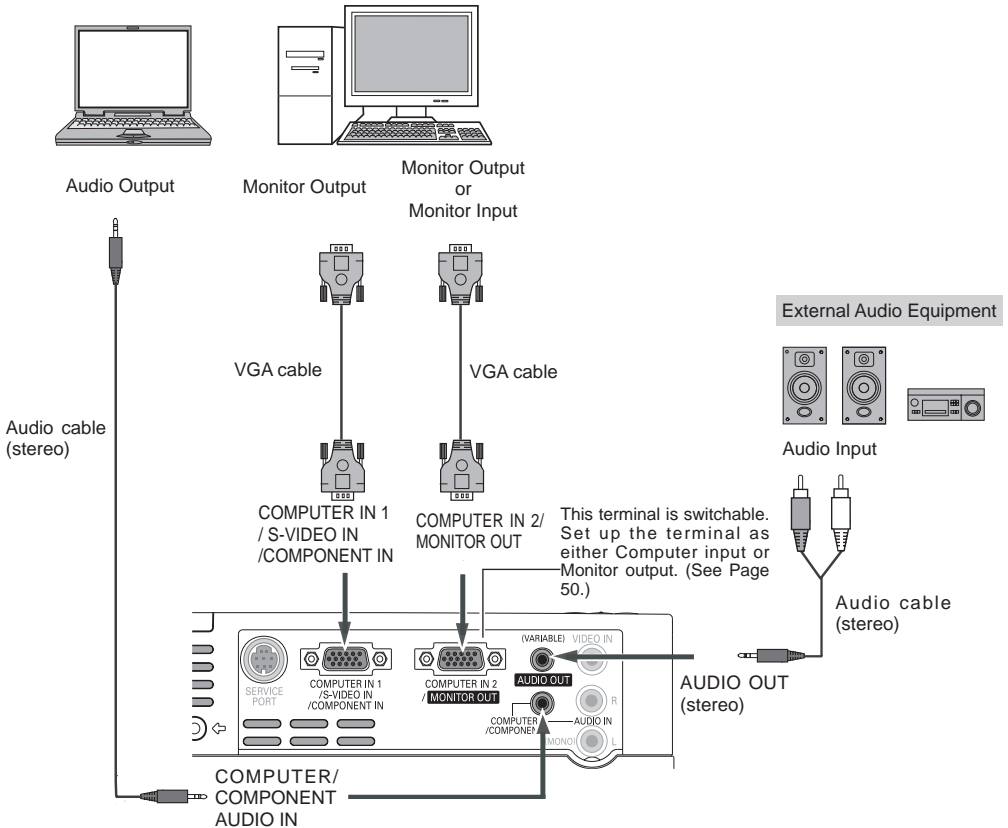 Audio Output
Monitor Output
Monitor Output
or
Monitor Input
External Audio Equipment
VGA cable
VGA cable
Audio cable
(stereo)
Audio Input
COMPUTER IN 1
/ S-VIDEO IN
/COMPONENT IN
COMPUTER IN 2/
MONITOR OUT
This terminal is switchable.
Set up the terminal as
either Computer input or
Monitor output. (See Page
50.)
Audio cable
(stereo)
(VARIABLE)
VIDEO IN
SERVICE
PORT
COMPUTER IN 1
/S-VIDEO IN
/COMPONENT IN
COMPUTER IN 2
/ MONITOR OUT
AUDIO OUT
AUDIO OUT
(stereo)
R
COMPUTER
AUDIO IN
(MONO)
L
COMPUTER/
COMPONENT
AUDIO IN